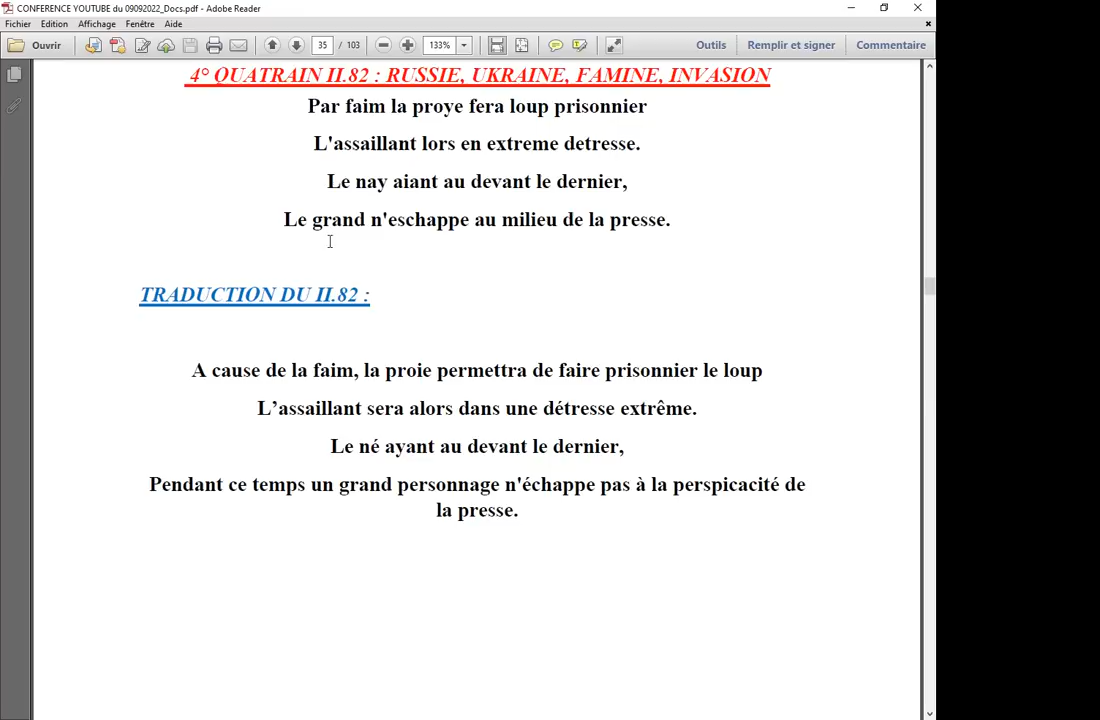 CONFERENCE YOUTUBE du 09092022_Docs.pdf - Adobe Reader
Fichier Edition Affichage Fenêtre Aide
Ouvrir 35 / 103 133% Outils Remplir et signer Commentaire
4° QUATRAIN II.82 : RUSSIE, UKRAINE, FAMINE, INVASION
Par faim la proye fera loup prisonnier
L'assaillant lors en extreme detresse.
Le nay aiant au devant le dernier,
Le grand n'eschappe au milieu de la presse.
TRADUCTION DU II.82 :
A cause de la faim, la proie permettra de faire prisonnier le loup
L’assaillant sera alors dans une détresse extrême.
Le né ayant au devant le dernier,
Pendant ce temps un grand personnage n'échappe pas à la perspicacité de
la presse.